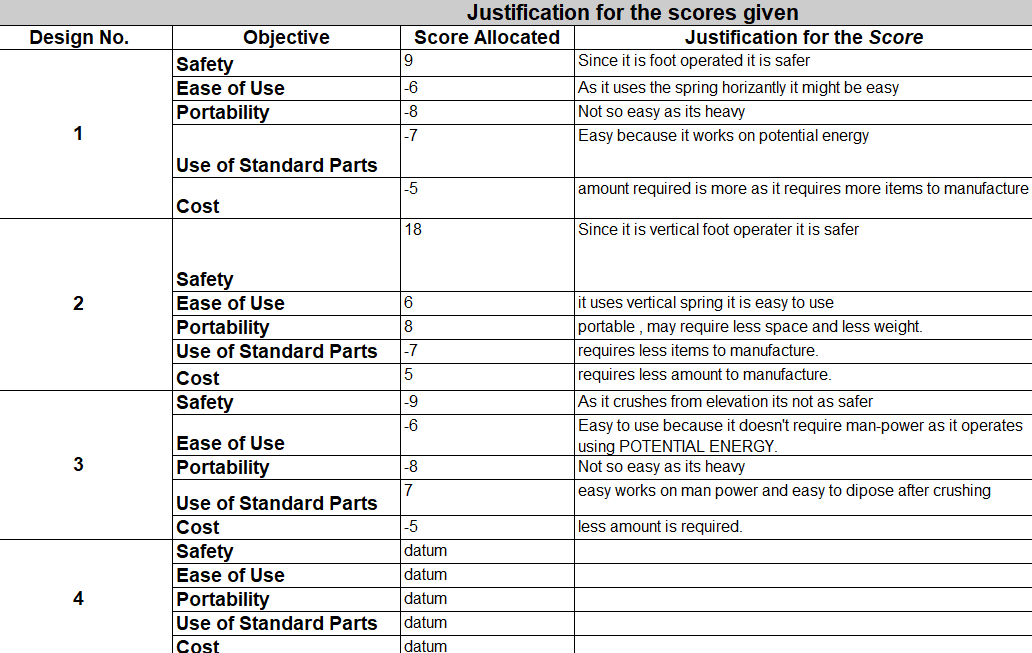 Justification for the scores given
Design No. Objective Score Allocated Justification for the Score
1
Safety 9 Since it is foot operated it is safer
Ease of Use -6 As it uses the spring horizantly it might be easy
Portability -8 Not so easy as its heavy
Use of Standard Parts -7 Easy because it works on potential energy
Cost -5 amount required is more as it requires more items to manufacture
2
Safety 18 Since it is vertical foot operater it is safer
Ease of Use 6 it uses vertical spring it is easy to use
Portability 8 portable , may require less space and less weight.
Use of Standard Parts -7 requires less items to manufacture.
Cost 5 requires less amount to manufacture.
3
Safety -9 As it crushes from elevation its not as safer
Ease of Use -6 Easy to use because it doesn't require man-power as it operates
using POTENTIAL ENERGY.
Portability -8 Not so easy as its heavy
Use of Standard Parts 7 easy works on man power and easy to dipose after crushing
Cost -5 less amount is required.
4
Safety datum
Ease of Use datum
Portability datum
Use of Standard Parts datum
Cost datum